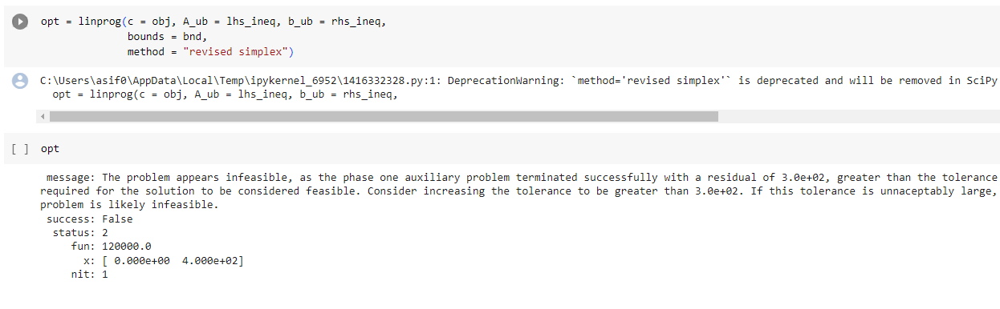 opt = linprog(c = obj, A_ub = lhs_ineq, b_ub = rhs_ineq,
bounds = bnd,
method = "revised simplex")
C:\Users\asif0\AppData\Local\Temp\ipykernel_6952\1416332328.py:1: DeprecationWarning: `method='revised simplex'` is deprecated and will be removed in SciPy
opt = linprog(c = obj, A_ub = lhs_ineq, b_ub = rhs_ineq,
[ ] opt
message: The problem appears infeasible, as the phase one auxiliary problem terminated successfully with a residual of 3.0e+02, greater than the tolerance
required for the solution to be considered feasible. Consider increasing the tolerance to be greater than 3.0e+02. If this tolerance is unnaceptably large,
problem is likely infeasible.
success: False
status: 2
fun: 120000.0
x: [ 0.000e+00 4.000e+02]
nit: 1